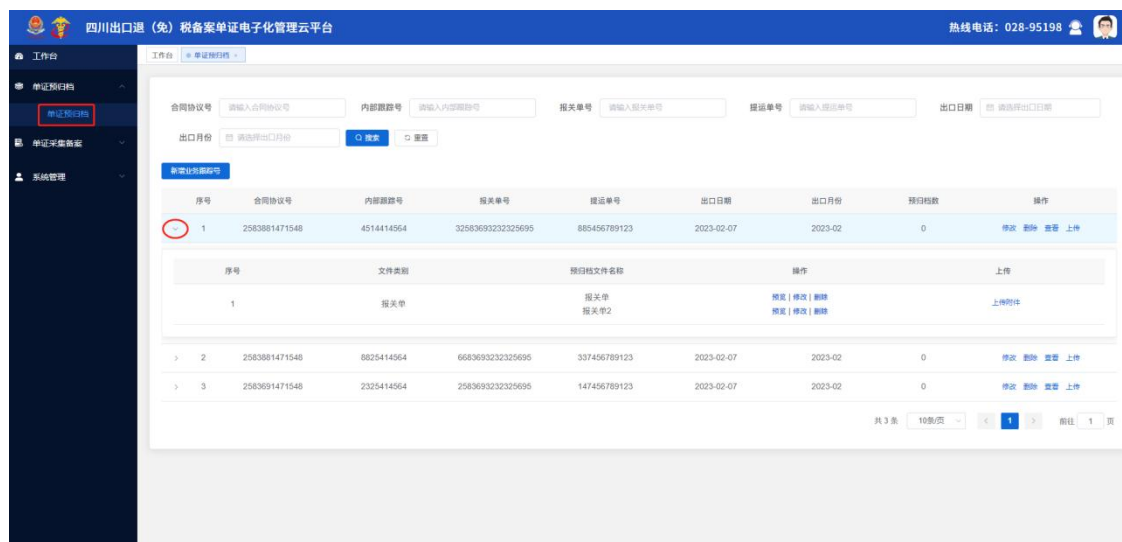 四川出口退（免）税备案单证电子化管理云平台
热线电话：028-95198
工作台
单证预归档
单证预归档
单证采集备案
系统管理
工作台 单证预归档 ×
合同协议号 请输入合同协议号 内部跟踪号 请输入内部跟踪号 报关单号 请输入报关单号 提运单号 请输入提运单号 出口日期 请选择出口日期
出口月份 请选择出口月份 搜索 重置
新增业务跟踪号
序号 合同协议号 内部跟踪号 报关单号 提运单号 出口日期 出口月份 预归档数 操作
1 2583881471548 4514414564 32583693232325695 885456789123 2023-02-07 2023-02 0 修改 删除 查看 上传
序号 文件类别 预归档文件名称 操作 上传
1 报关单 报关单 预览 | 修改 | 删除 上传附件
报关单2 预览 | 修改 | 删除
2 2583881471548 8825414564 6683693232325695 337456789123 2023-02-07 2023-02 0 修改 删除 查看 上传
3 2583691471548 2325414564 2583693232325695 147456789123 2023-02-07 2023-02 0 修改 删除 查看 上传
共 3 条 10条/页 < 1 > 前往 1 页